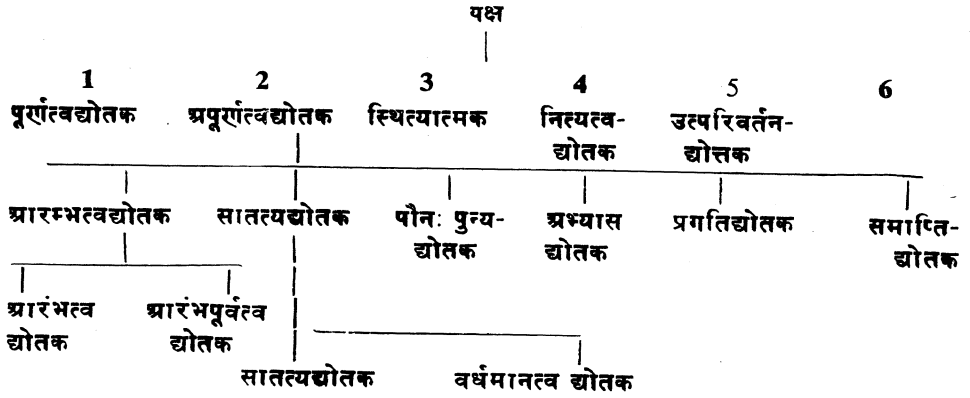 यक्ष
1 2 3 4 5 6
पूर्णत्वद्योतक अपूर्णत्वद्योतक स्थित्यात्मक नित्यत्व- उत्परिवर्तन-
द्योतक द्योत्तक
आरम्भत्वद्योतक सातत्यद्योतक पौनः पुन्य- अभ्यास प्रगतिद्योतक समाप्ति-
द्योतक द्योतक द्योतक
आरंभत्व आरंभपूर्वत्व
द्योतक द्योतक
सातत्यद्योतक वर्धमानत्व द्योतक